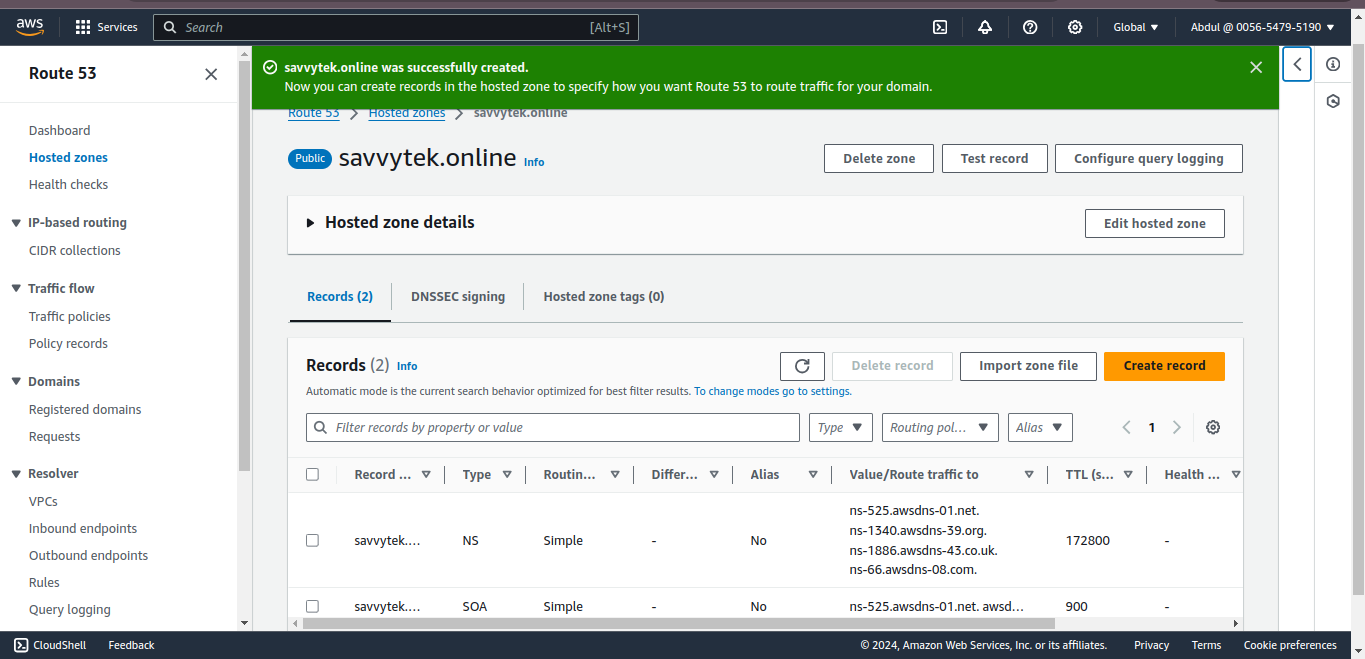 aws
Services
Search
[Alt+S]
Global
Abdul @ 0056-5479-5190
Route 53
Dashboard
Hosted zones
Health checks
IP-based routing
CIDR collections
Traffic flow
Traffic policies
Policy records
Domains
Registered domains
Requests
Resolver
VPCs
Inbound endpoints
Outbound endpoints
Rules
Query logging
savvytek.online was successfully created.
Now you can create records in the hosted zone to specify how you want Route 53 to route traffic for your domain.
Route 53 > Hosted zones > savvytek.online
Public savvytek.online Info
Delete zone
Test record
Configure query logging
Hosted zone details
Edit hosted zone
Records (2)
DNSSEC signing
Hosted zone tags (0)
Records (2) Info
Delete record
Import zone file
Create record
Automatic mode is the current search behavior optimized for best filter results. To change modes go to settings.
Filter records by property or value
Type
Routing pol...
Alias
1
Record ... Type Routin... Differ... Alias Value/Route traffic to TTL (s... Health ...
ns-525.awsdns-01.net.
ns-1340.awsdns-39.org.
savvytek.... NS Simple - No ns-1886.awsdns-43.co.uk. 172800 -
ns-66.awsdns-08.com.
savvytek.... SOA Simple - No ns-525.awsdns-01.net. awsd... 900 -
CloudShell
Feedback
© 2024, Amazon Web Services, Inc. or its affiliates.
Privacy
Terms
Cookie preferences